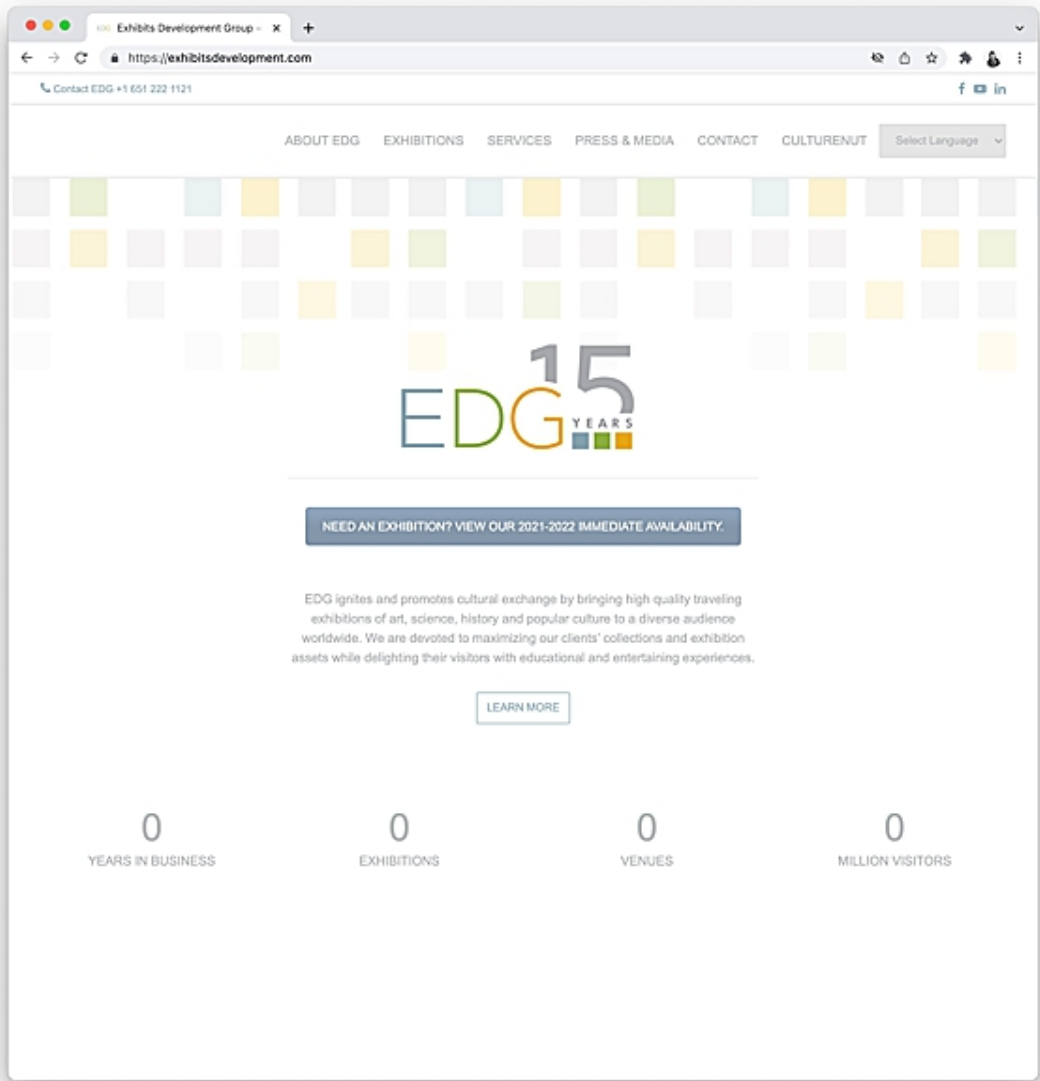 Exhibits Development Group –
https://exhibitsdevelopment.com
Contact EDG +1 651 222 1121
ABOUT EDG EXHIBITIONS SERVICES PRESS & MEDIA CONTACT CULTURENUT Select Language
EDG 15
YEARS
NEED AN EXHIBITION? VIEW OUR 2021-2022 IMMEDIATE AVAILABILITY.
EDG ignites and promotes cultural exchange by bringing high quality traveling
exhibitions of art, science, history and popular culture to a diverse audience
worldwide. We are devoted to maximizing our clients' collections and exhibition
assets while delighting their visitors with educational and entertaining experiences.
LEARN MORE
0 0 0 0
YEARS IN BUSINESS EXHIBITIONS VENUES MILLION VISITORS